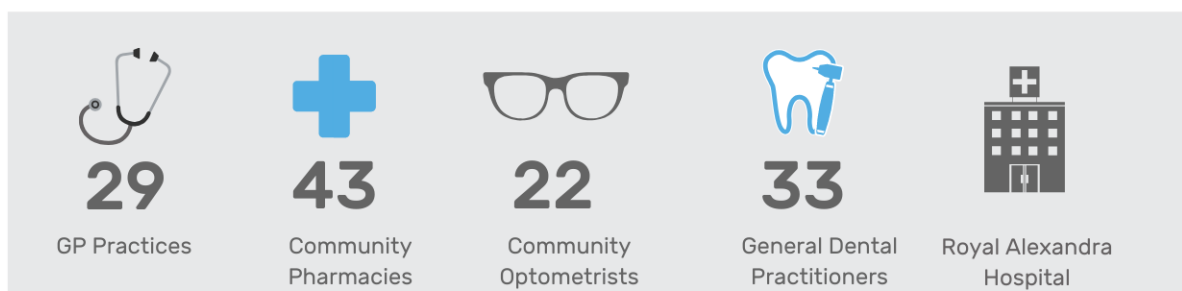 29
GP Practices
43
Community
Pharmacies
22
Community
Optometrists
33
General Dental
Practitioners
Royal Alexandra
Hospital